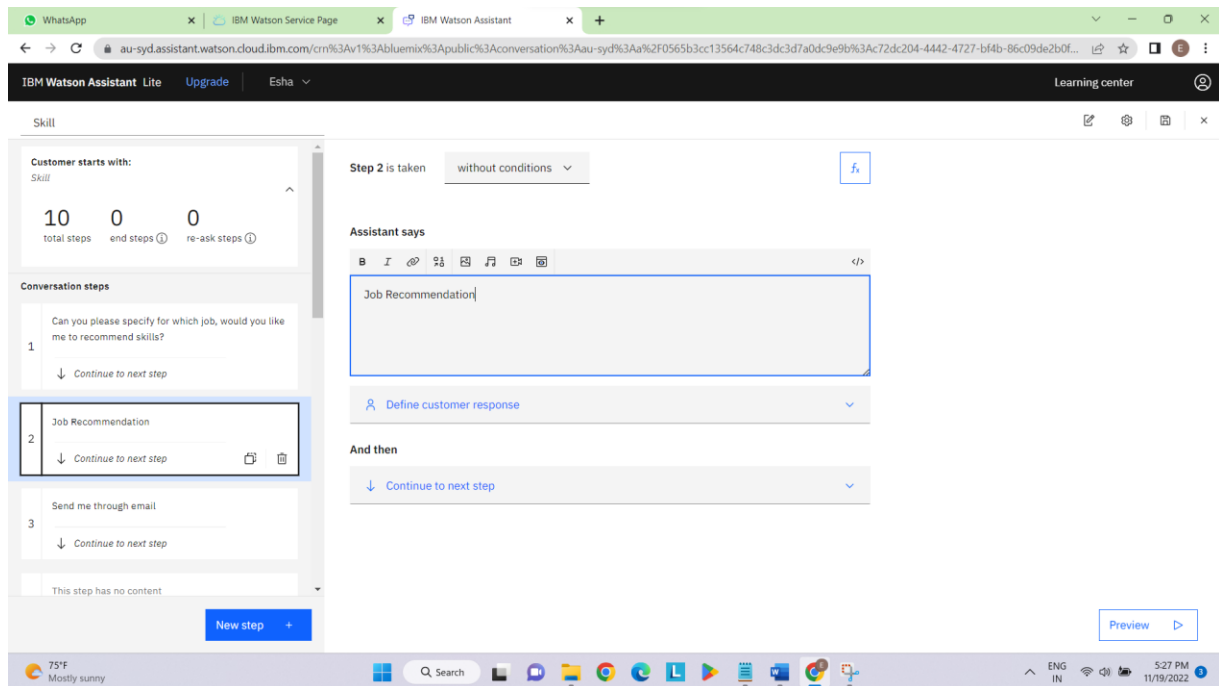 WhatsApp
IBM Watson Service Page
IBM Watson Assistant
au-syd.assistant.watson.cloud.ibm.com/crn%3Av1%3Abluemix%3Apublic%3Aconversation%3Aau-syd%3Aa%2F0565b3cc13564c748c3dc3d7a0dc9e9b%3Ac72dc204-4442-4727-bf4b-86c09de2b0f...
E
IBM Watson Assistant Lite
Upgrade
Esha
Learning center
Skill
Customer starts with:
Skill
10 0 0
total steps end steps re-ask steps
Conversation steps
1
Can you please specify for which job, would you like
me to recommend skills?
Continue to next step
2
Job Recommendation
Continue to next step
3
Send me through email
Continue to next step
This step has no content
New step +
Step 2 is taken
without conditions
fx
Assistant says
B I
</>
Job Recommendation
Define customer response
And then
Continue to next step
Preview
75°F
Mostly sunny
Search
L
W
E
ENG
IN
5:27 PM
11/19/2022
3